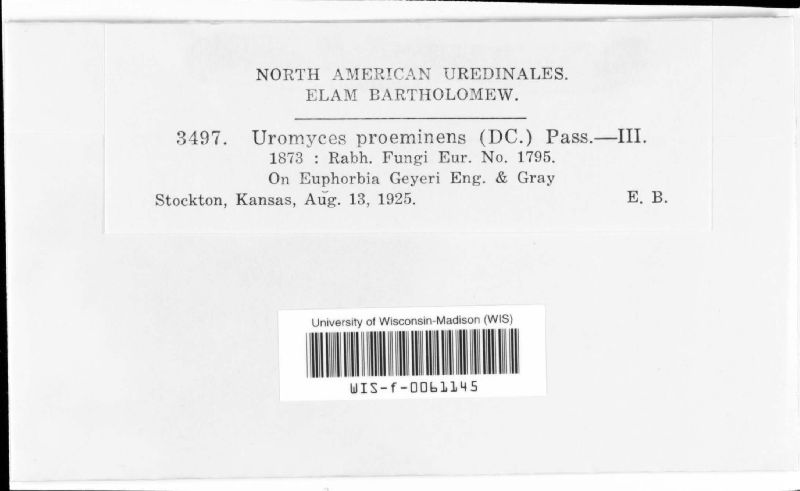 NORTH AMERICAN UREDINALES.
ELAM BARTHOLOMEW.
3497. Uromyces proeminens (DC.) Pass.—III.
1873 : Rabh. Fungi Eur. No. 1795.
On Euphorbia Geyeri Eng. & Gray
Stockton, Kansas, Aug. 13, 1925. E. B.
University of Wisconsin-Madison (WIS)
WIS-f-0061145